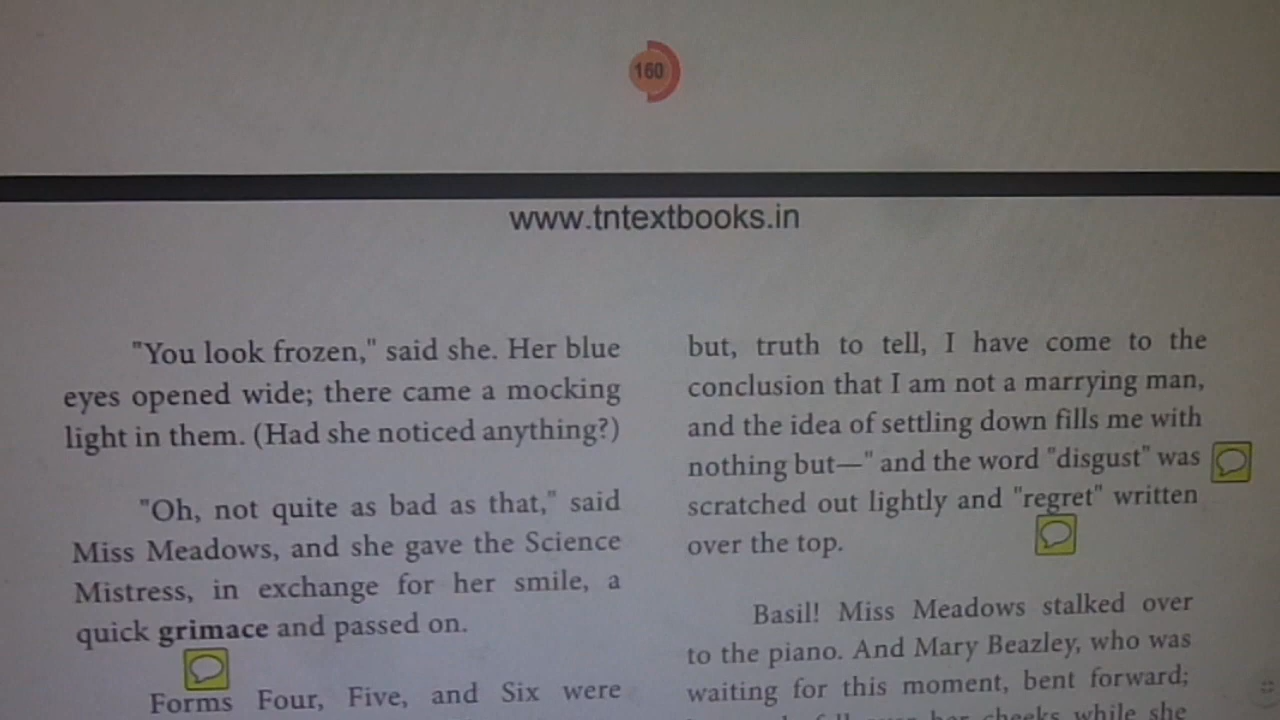 160
www.tntextbooks.in
"You look frozen," said she. Her blue
eyes opened wide; there came a mocking
light in them. (Had she noticed anything?)
"Oh, not quite as bad as that," said
Miss Meadows, and she gave the Science
Mistress, in exchange for her smile, a
quick grimace and passed on.
Forms Four, Five, and Six were
but, truth to tell, I have come to the
conclusion that I am not a marrying man,
and the idea of settling down fills me with
nothing but—" and the word "disgust" was
scratched out lightly and "regret" written
over the top.
Basil! Miss Meadows stalked over
to the piano. And Mary Beazley, who was
waiting for this moment, bent forward;
her cheeks while she